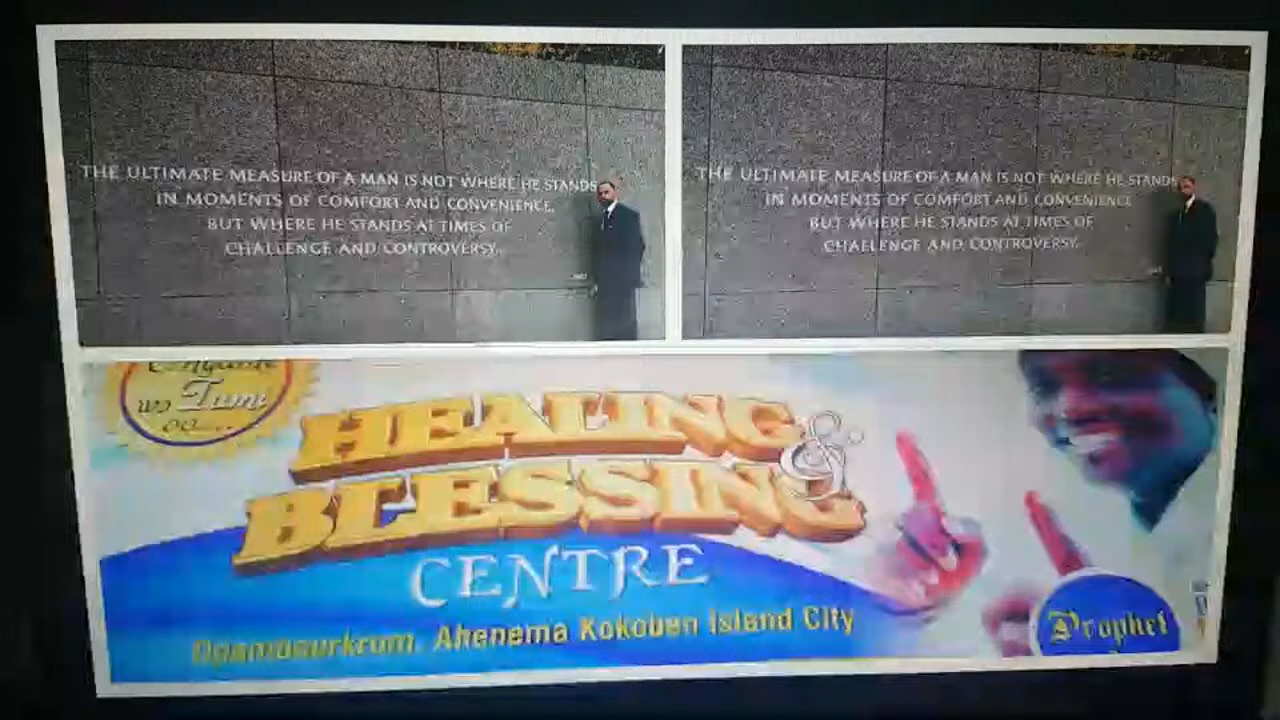 THE ULTIMATE MEASURE OF A MAN IS NOT WHERE HE STANDS
IN MOMENTS OF COMFORT AND CONVENIENCE,
BUT WHERE HE STANDS AT TIMES OF
CHALLENGE AND CONTROVERSY.
THE ULTIMATE MEASURE OF A MAN IS NOT WHERE HE STANDS
IN MOMENTS OF COMFORT AND CONVENIENCE
BUT WHERE HE STANDS AT TIMES OF
CHALLENGE AND CONTROVERSY.
wo Tumi
HEALING &
BLESSING
CENTRE
Ahenema Kokoben Island City
Prophet